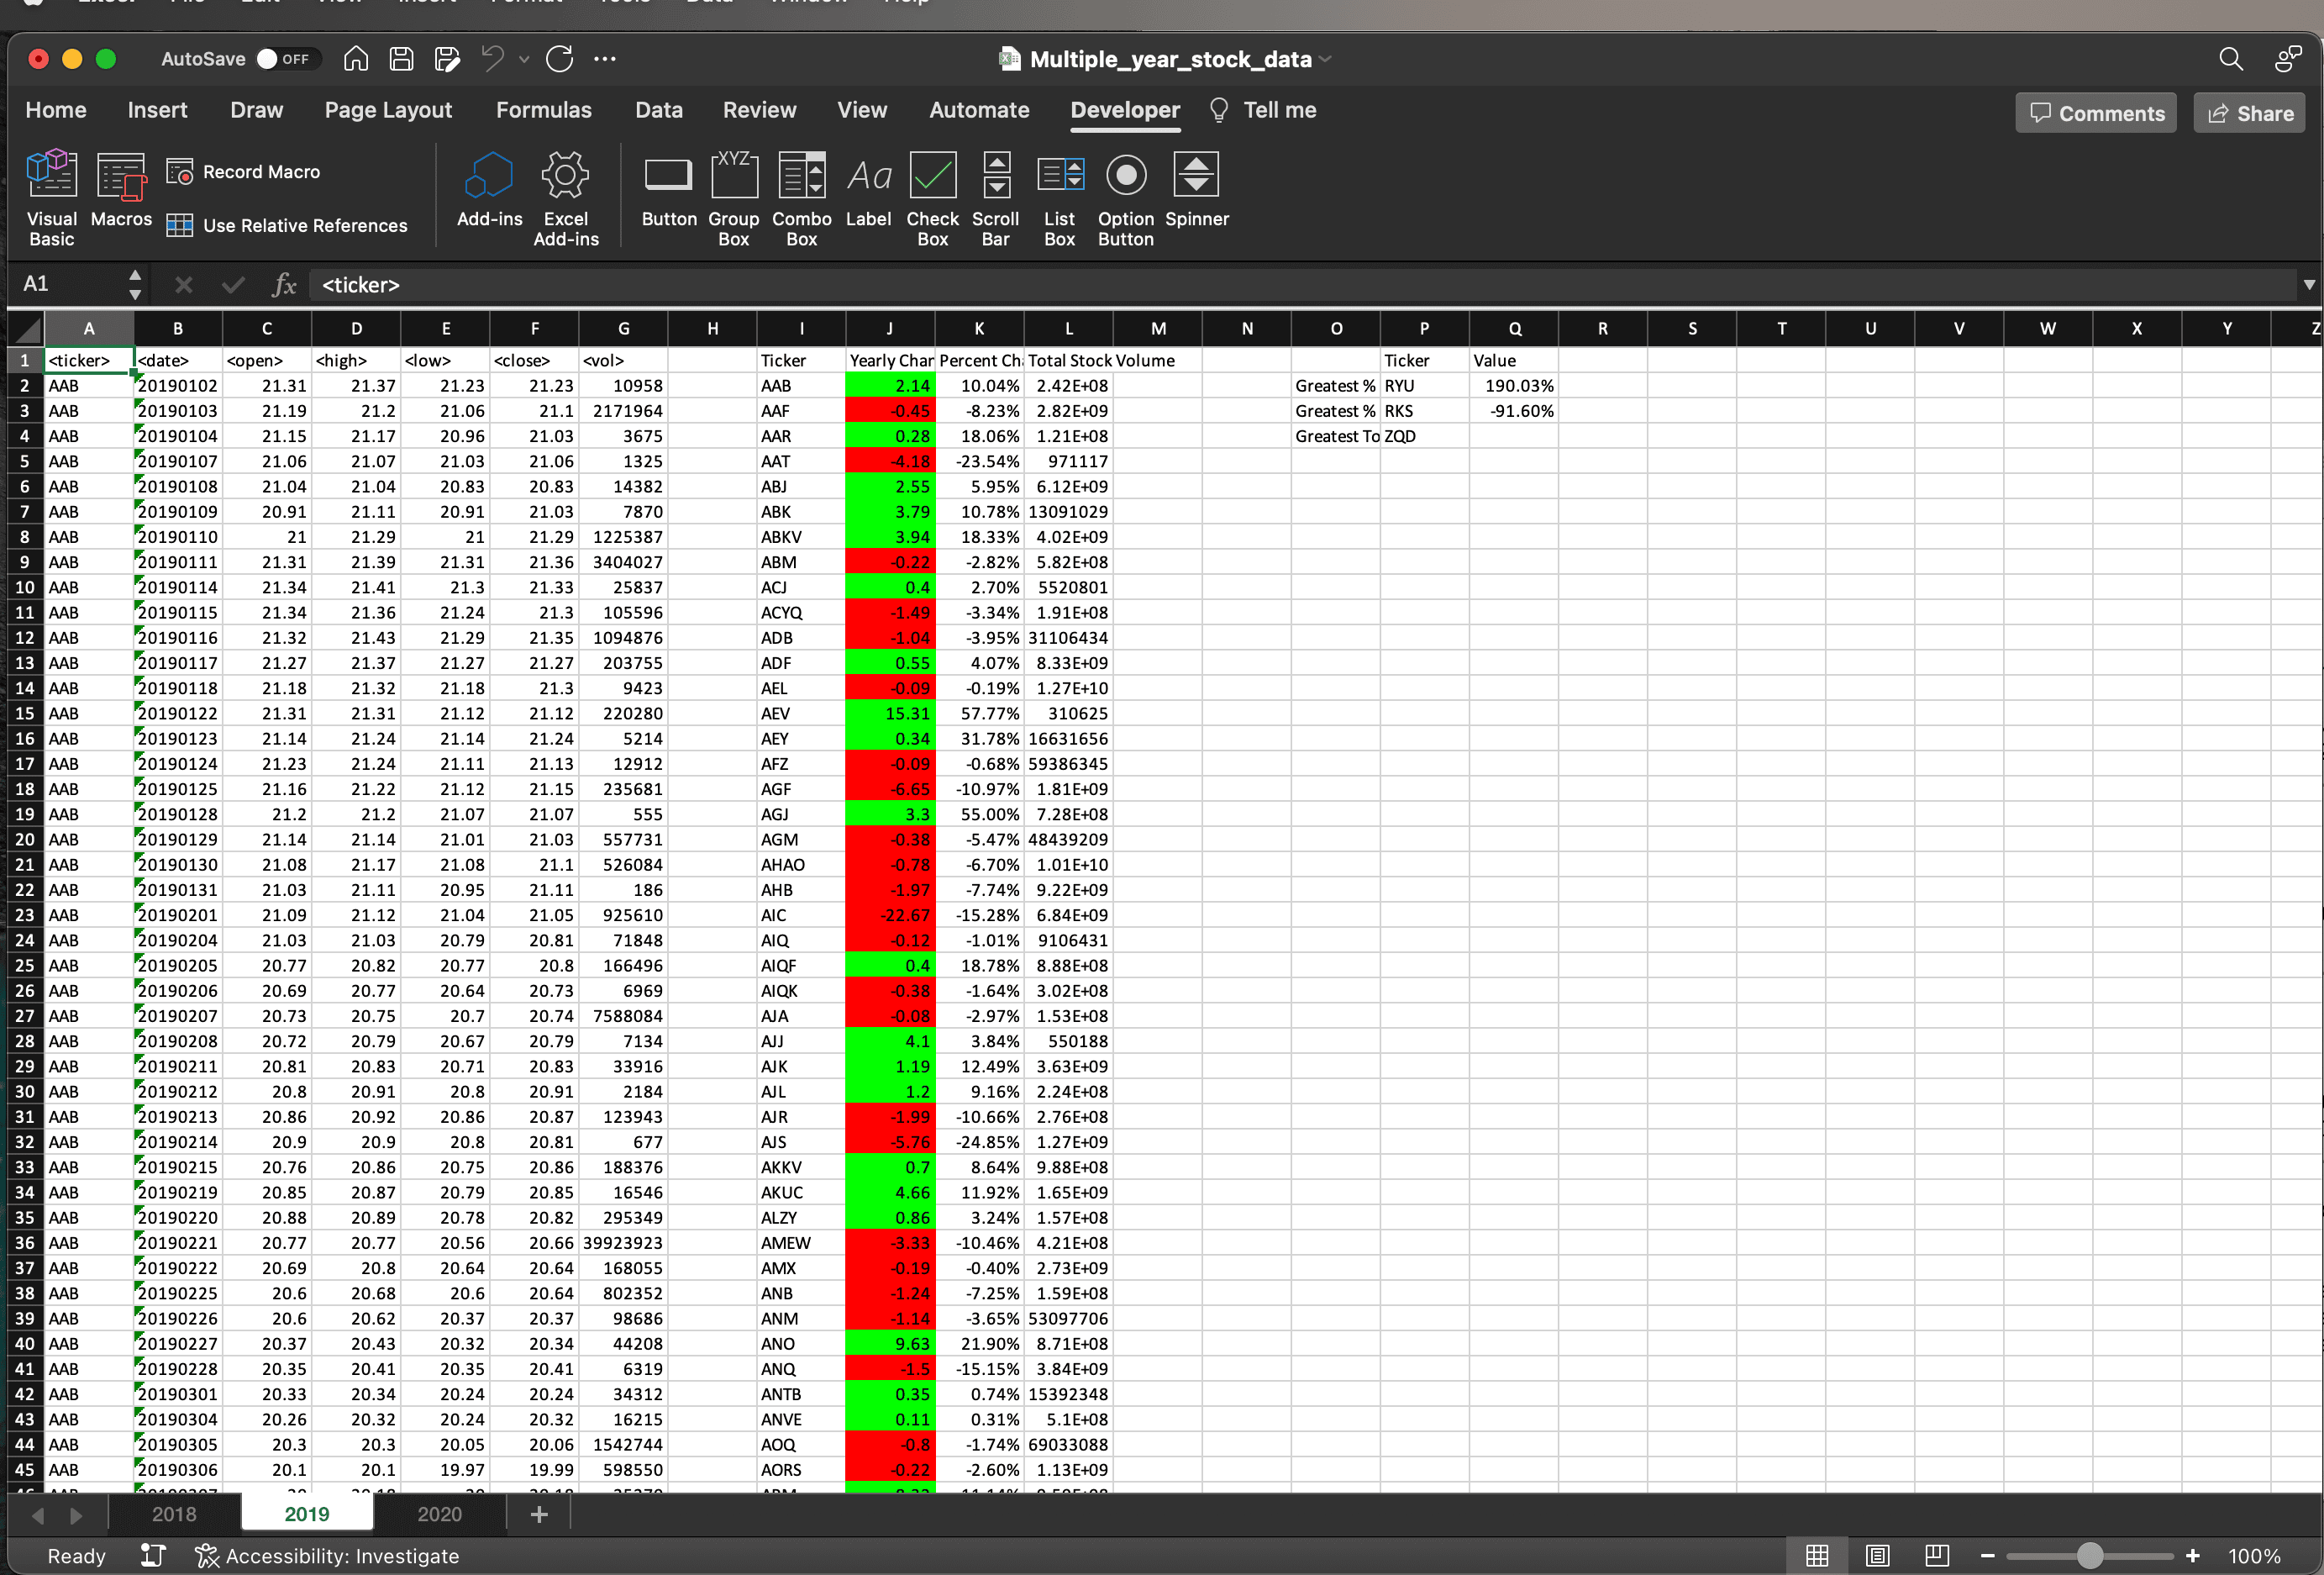 AutoSave OFF Multiple_year_stock_data
Home Insert Draw Page Layout Formulas Data Review View Automate Developer Tell me Comments Share
Visual Basic Macros Record Macro Use Relative References Add-ins Excel Add-ins Button Group Box Combo Box Label Check Box Scroll Bar List Box Option Button Spinner
A1 fx <ticker>
A B C D E F G H I J K L M N O P Q R S T U V W X Y Z
1 <ticker> <date> <open> <high> <low> <close> <vol> Ticker Yearly Char Percent Ch Total Stock Volume Ticker Value
2 AAB 20190102 21.31 21.37 21.23 21.23 10958 AAB 2.14 10.04% 2.42E+08 Greatest % RYU 190.03%
3 AAB 20190103 21.19 21.2 21.06 21.1 2171964 AAF -0.45 -8.23% 2.82E+09 Greatest % RKS -91.60%
4 AAB 20190104 21.15 21.17 20.96 21.03 3675 AAR 0.28 18.06% 1.21E+08 Greatest To ZQD
5 AAB 20190107 21.06 21.07 21.03 21.06 1325 AAT -4.18 -23.54% 971117
6 AAB 20190108 21.04 21.04 20.83 20.83 14382 ABJ 2.55 5.95% 6.12E+09
7 AAB 20190109 20.91 21.11 20.91 21.03 7870 ABK 3.79 10.78% 13091029
8 AAB 20190110 21 21.29 21 21.29 1225387 ABKV 3.94 18.33% 4.02E+09
9 AAB 20190111 21.31 21.39 21.31 21.36 3404027 ABM -0.22 -2.82% 5.82E+08
10 AAB 20190114 21.34 21.41 21.3 21.33 25837 ACJ 0.4 2.70% 5520801
11 AAB 20190115 21.34 21.36 21.24 21.3 105596 ACYQ -1.49 -3.34% 1.91E+08
12 AAB 20190116 21.32 21.43 21.29 21.35 1094876 ADB -1.04 -3.95% 31106434
13 AAB 20190117 21.27 21.37 21.27 21.27 203755 ADF 0.55 4.07% 8.33E+09
14 AAB 20190118 21.18 21.32 21.18 21.3 9423 AEL -0.09 -0.19% 1.27E+10
15 AAB 20190122 21.31 21.31 21.12 21.12 220280 AEV 15.31 57.77% 310625
16 AAB 20190123 21.14 21.24 21.14 21.24 5214 AEY 0.34 31.78% 16631656
17 AAB 20190124 21.23 21.24 21.11 21.13 12912 AFZ -0.09 -0.68% 59386345
18 AAB 20190125 21.16 21.22 21.12 21.15 235681 AGF -6.65 -10.97% 1.81E+09
19 AAB 20190128 21.2 21.2 21.07 21.07 555 AGJ 3.3 55.00% 7.28E+08
20 AAB 20190129 21.14 21.14 21.01 21.03 557731 AGM -0.38 -5.47% 48439209
21 AAB 20190130 21.08 21.17 21.08 21.1 526084 AHAO -0.78 -6.70% 1.01E+10
22 AAB 20190131 21.03 21.11 20.95 21.11 186 AHB -1.97 -7.74% 9.22E+09
23 AAB 20190201 21.09 21.12 21.04 21.05 925610 AIC -22.67 -15.28% 6.84E+09
24 AAB 20190204 21.03 21.03 20.79 20.81 71848 AIQ -0.12 -1.01% 9106431
25 AAB 20190205 20.77 20.82 20.77 20.8 166496 AIQF 0.4 18.78% 8.88E+08
26 AAB 20190206 20.69 20.77 20.64 20.73 6969 AIQK -0.38 -1.64% 3.02E+08
27 AAB 20190207 20.73 20.75 20.7 20.74 7588084 AJA -0.08 -2.97% 1.53E+08
28 AAB 20190208 20.72 20.79 20.67 20.79 7134 AJJ 4.1 3.84% 550188
29 AAB 20190211 20.81 20.83 20.71 20.83 33916 AJK 1.19 12.49% 3.63E+09
30 AAB 20190212 20.8 20.91 20.8 20.91 2184 AJL 1.2 9.16% 2.24E+08
31 AAB 20190213 20.86 20.92 20.86 20.87 123943 AJR -1.99 -10.66% 2.76E+08
32 AAB 20190214 20.9 20.9 20.8 20.81 677 AJS -5.76 -24.85% 1.27E+09
33 AAB 20190215 20.76 20.86 20.75 20.86 188376 AKKV 0.7 8.64% 9.88E+08
34 AAB 20190219 20.85 20.87 20.79 20.85 16546 AKUC 4.66 11.92% 1.65E+09
35 AAB 20190220 20.88 20.89 20.78 20.82 295349 ALZY 0.86 3.24% 1.57E+08
36 AAB 20190221 20.77 20.77 20.56 20.66 39923923 AMEW -3.33 -10.46% 4.21E+08
37 AAB 20190222 20.69 20.8 20.64 20.64 168055 AMX -0.19 -0.40% 2.73E+09
38 AAB 20190225 20.6 20.68 20.6 20.64 802352 ANB -1.24 -7.25% 1.59E+08
39 AAB 20190226 20.6 20.62 20.37 20.37 98686 ANM -1.14 -3.65% 53097706
40 AAB 20190227 20.37 20.43 20.32 20.34 44208 ANO 9.63 21.90% 8.71E+08
41 AAB 20190228 20.35 20.41 20.35 20.41 6319 ANQ -1.5 -15.15% 3.84E+09
42 AAB 20190301 20.33 20.34 20.24 20.24 34312 ANTB 0.35 0.74% 15392348
43 AAB 20190304 20.26 20.32 20.24 20.32 16215 ANVE 0.11 0.31% 5.1E+08
44 AAB 20190305 20.3 20.3 20.05 20.06 1542744 AOQ -0.8 -1.74% 69033088
45 AAB 20190306 20.1 20.1 19.97 19.99 598550 AORS -0.22 -2.60% 1.13E+09
2018 2019 2020 +
Ready Accessibility: Investigate 100%